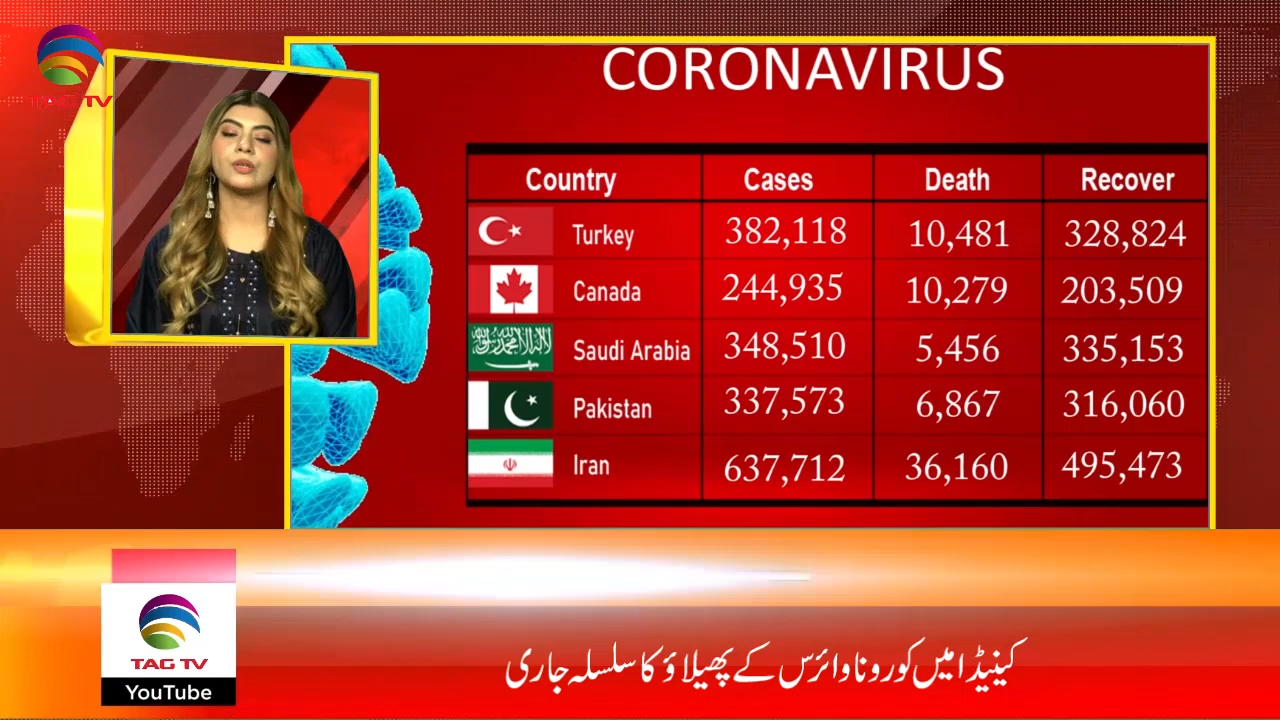 TAG TV
CORONAVIRUS
Country Cases Death Recover
Turkey 382,118 10,481 328,824
Canada 244,935 10,279 203,509
Saudi Arabia 348,510 5,456 335,153
Pakistan 337,573 6,867 316,060
Iran 637,712 36,160 495,473
TAG TV
YouTube
کینیڈا میں کورونا وائرس کے پھیلاؤ کا سلسلہ جاری